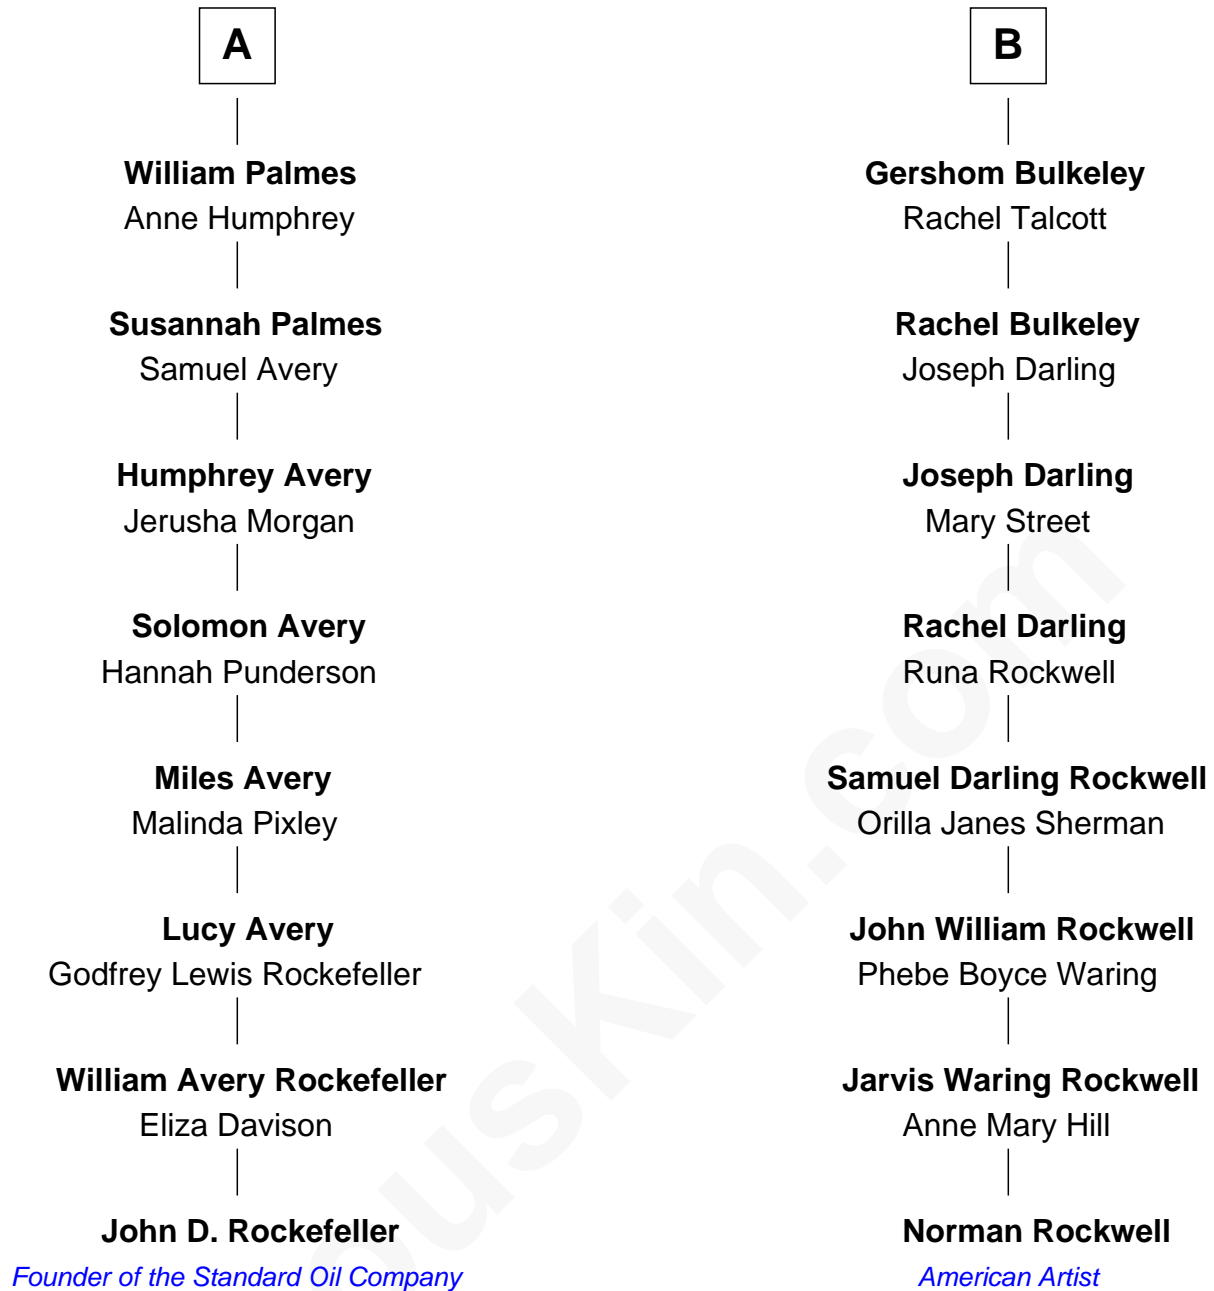 A
William Palmes
Anne Humphrey
Susannah Palmes
Samuel Avery
Humphrey Avery
Jerusha Morgan
Solomon Avery
Hannah Punderson
Miles Avery
Malinda Pixley
Lucy Avery
Godfrey Lewis Rockefeller
William Avery Rockefeller
Eliza Davison
John D. Rockefeller
Founder of the Standard Oil Company
B
Gershom Bulkeley
Rachel Talcott
Rachel Bulkeley
Joseph Darling
Joseph Darling
Mary Street
Rachel Darling
Runa Rockwell
Samuel Darling Rockwell
Orilla Janes Sherman
John William Rockwell
Phebe Boyce Waring
Jarvis Waring Rockwell
Anne Mary Hill
Norman Rockwell
American Artist
ousKin.com